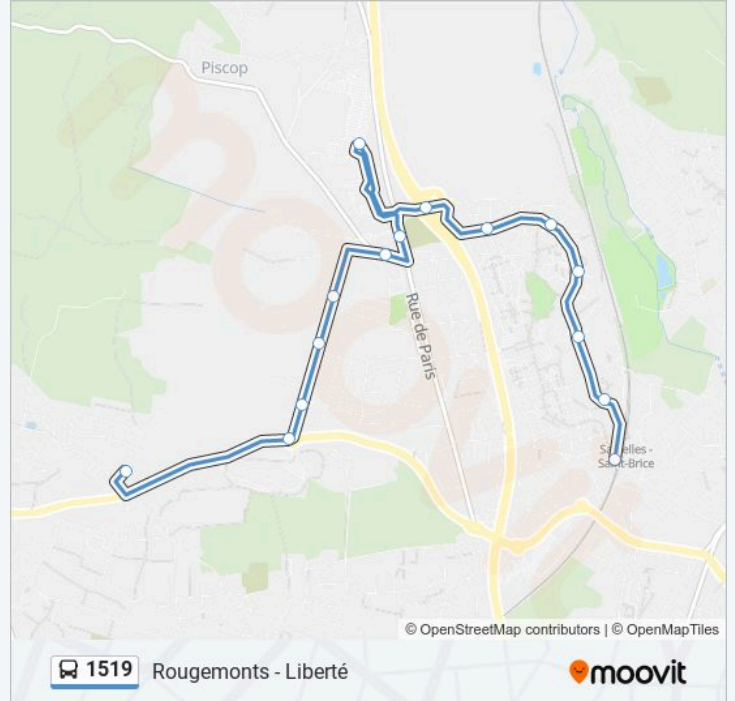 Piscop
Rue de Paris
Sarcelles -
Saint-Brice
© OpenStreetMap contributors | © OpenMapTiles
1519 Rougemonts - Liberté
moovit